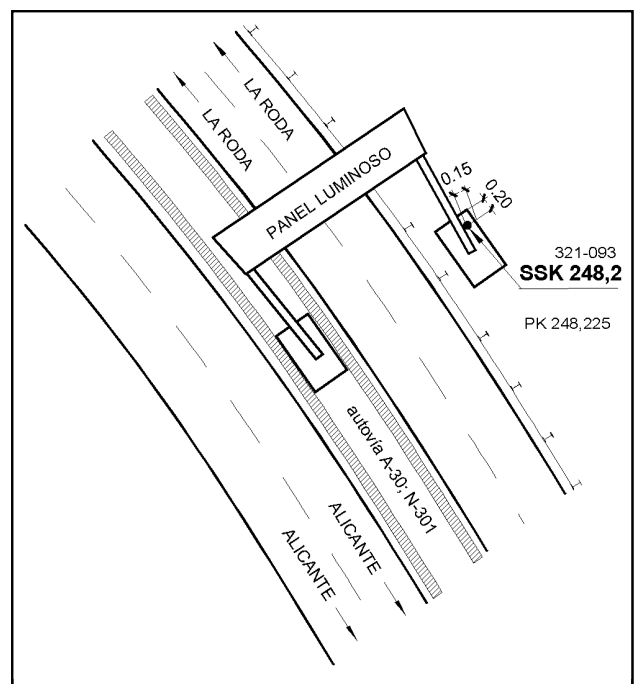 LA RODA
LA RODA
PANEL LUMINOSO
0.15
0.20
321-093
SSK 248,2
PK 248,225
autovía A-30; N-301
ALICANTE
ALICANTE